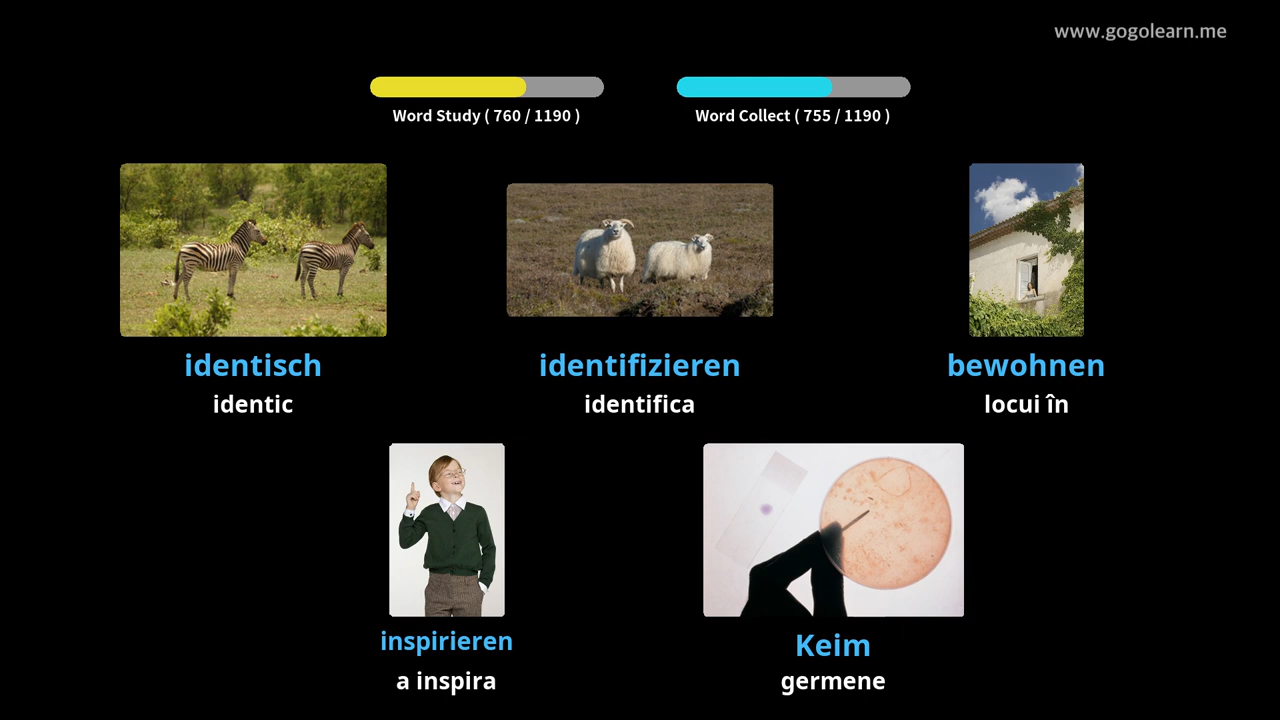 www.gogolearn.me
Word Study ( 760 / 1190 )
Word Collect ( 755 / 1190 )
identisch
identic
identifizieren
identifica
bewohnen
locui în
inspirieren
a inspira
Keim
germene